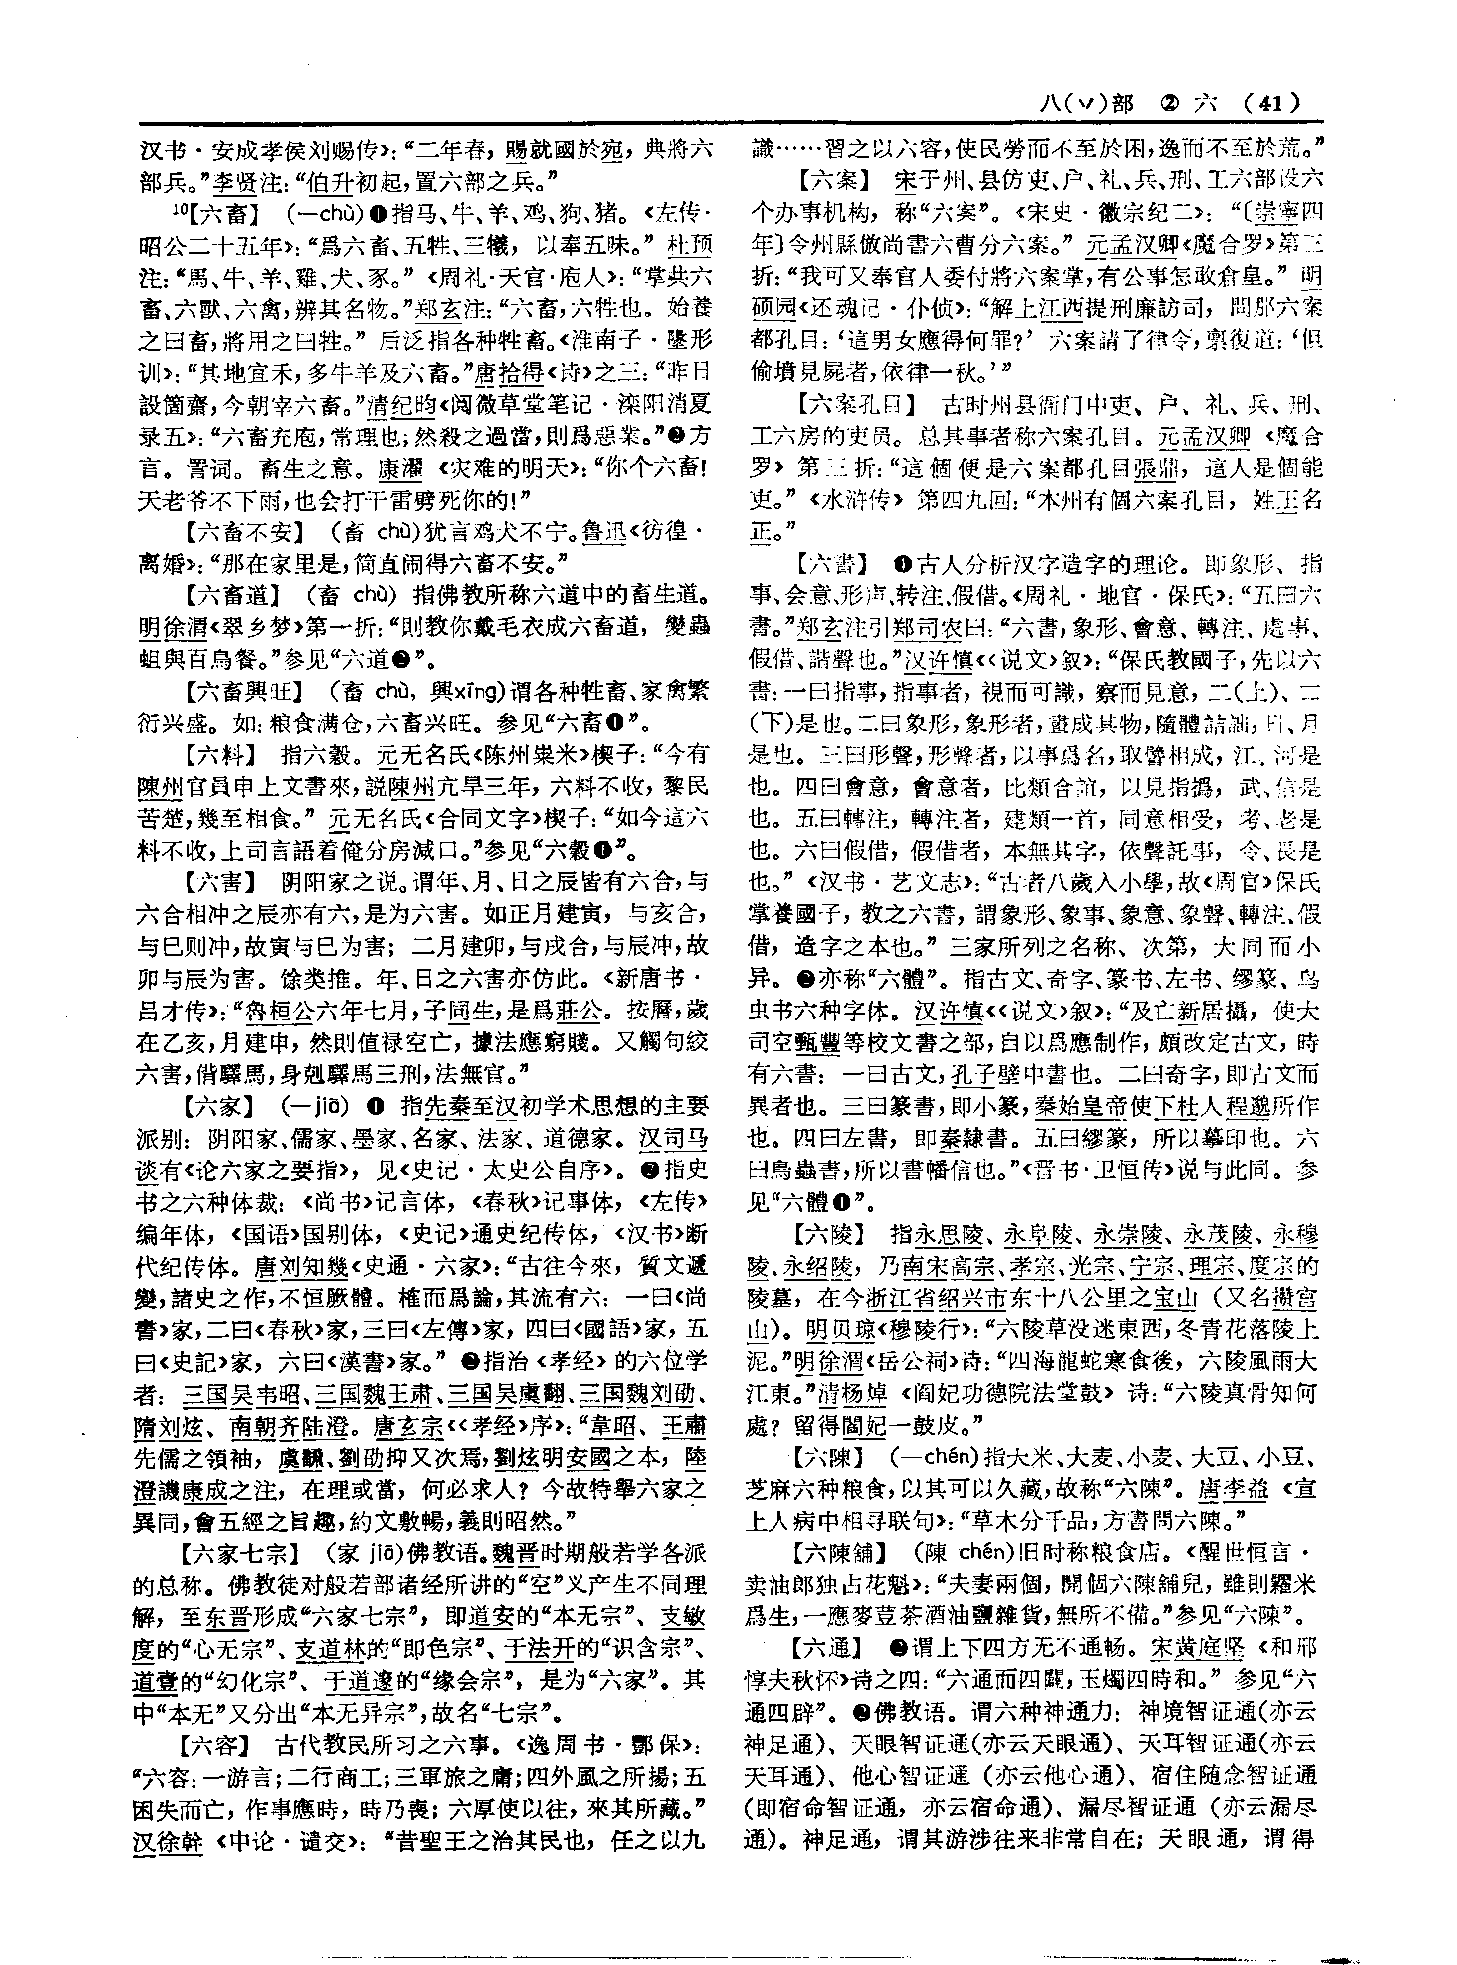 八(丷)部 ② 六 (41)
汉书·安成孝侯刘赐传》:“二年春,賜就國於宛,典將六
部兵。”李贤注:“伯升初起,置六部之兵。”
10【六畜】 (—chù)❶指马、牛、羊、鸡、狗、猪。《左传·
昭公二十五年》:“爲六畜、五牲、三犧,以奉五味。”杜预
注:“馬、牛、羊、雞、犬、豕。”《周礼·天官·庖人》:“掌共六
畜、六獸、六禽,辨其名物。”郑玄注:“六畜,六牲也。始養
之曰畜,將用之曰牲。” 后泛指各种牲畜。《淮南子·墬形
训》:“其地宜禾,多牛羊及六畜。”唐拾得《诗》之三:“昨日
設箇齋,今朝宰六畜。”清纪昀《阅微草堂笔记·滦阳消夏
录五》:“六畜充庖,常理也;然殺之過當,則爲惡業。”❷方
言。詈词。畜生之意。康濯《灾难的明天》:“你个六畜!
天老爷不下雨,也会打干雷劈死你的!”
【六畜不安】 (畜 chù)犹言鸡犬不宁。鲁迅《彷徨·
离婚》:“那在家里是,简直闹得六畜不安。”
【六畜道】 (畜 chù) 指佛教所称六道中的畜生道。
明徐渭《翠乡梦》第一折:“則教你戴毛衣成六畜道,變蟲
蛆與百鳥餐。”参见“六道❷”。
【六畜興旺】 (畜 chù,興xīng)谓各种牲畜、家禽繁
衍兴盛。如:粮食满仓,六畜兴旺。参见“六畜❶”。
【六料】 指六穀。元无名氏《陈州粜米》楔子:“今有
陳州官員申上文書來,説陳州亢旱三年,六料不收,黎民
苦楚,幾至相食。” 元无名氏《合同文字》楔子:“如今這六
料不收,上司言語着俺分房減口。”参见“六穀❶”。
【六害】 阴阳家之说。谓年、月、日之辰皆有六合,与
六合相冲之辰亦有六,是为六害。如正月建寅,与亥合,
与巳则冲,故寅与巳为害;二月建卯,与戌合,与辰冲,故
卯与辰为害。馀类推。年、日之六害亦仿此。《新唐书·
吕才传》:“魯桓公六年七月,子同生,是爲莊公。按曆,歲
在乙亥,月建申,然則值禄空亡,據法應窮賤。又觸句絞
六害,偝驛馬,身剋驛馬三刑,法無官。”
【六家】 (—jiā) ❶ 指先秦至汉初学术思想的主要
派别:阴阳家、儒家、墨家、名家、法家、道德家。汉司马
谈有《论六家之要指》,见《史记·太史公自序》。❷指史
书之六种体裁:《尚书》记言体,《春秋》记事体,《左传》
编年体,《国语》国别体,《史记》通史纪传体,《汉书》断
代纪传体。唐刘知幾《史通·六家》:“古往今來,質文遞
變,諸史之作,不恒厥體。榷而爲論,其流有六:一曰《尚
書》家,二曰《春秋》家,三曰《左傳》家,四曰《國語》家,五
曰《史記》家,六曰《漢書》家。”❸指治《孝经》的六位学
者:三国吴韦昭、三国魏王肃、三国吴虞翻、三国魏刘劭、
隋刘炫、南朝齐陆澄。唐玄宗《〈孝经〉序》:“韋昭、王肅
先儒之領袖,虞翻、劉劭抑又次焉,劉炫明安國之本,陸
澄譏康成之注,在理或當,何必求人?今故特舉六家之
異同,會五經之旨趣,約文敷暢,義則昭然。”
【六家七宗】 (家 jiā)佛教语。魏晋时期般若学各派
的总称。佛教徒对般若部诸经所讲的“空”义产生不同理
解,至东晋形成“六家七宗”,即道安的“本无宗”、支敏
度的“心无宗”、支道林的“即色宗”、于法开的“识含宗”、
道壹的“幻化宗”、于道邃的“缘会宗”,是为“六家”。其
中“本无”又分出“本无异宗”,故名“七宗”。
【六容】 古代教民所习之六事。《逸周书·酆保》:
“六容:一游言;二行商工;三軍旅之庸;四外風之所揚;五
困失而亡,作事應時,時乃喪;六厚使以往,來其所藏。”
汉徐幹《中论·谴交》:“昔聖王之治其民也,任之以九
識……習之以六容,使民勞而不至於困,逸而不至於荒。”
【六案】 宋于州、县仿吏、户、礼、兵、刑、工六部设六
个办事机构,称“六案”。《宋史·徽宗纪二》:“〔崇寧四
年〕令州縣倣尚書六曹分六案。” 元孟汉卿《魔合罗》第三
折:“我可又奉官人委付將六案掌,有公事怎敢倉皇。” 明
硕园《还魂记·仆侦》:“解上江西提刑廉訪司,問那六案
都孔目:‘這男女應得何罪?’六案請了律令,禀復道:‘但
偷墳見屍者,依律一秋。’”
【六案孔目】 古时州县衙门中吏、户、礼、兵、刑、
工六房的吏员。总其事者称六案孔目。元孟汉卿《魔合
罗》第三折:“這個便是六案都孔目張鼎,這人是個能
吏。”《水浒传》第四九回:“本州有個六案孔目,姓王名
正。”
【六書】 ❶古人分析汉字造字的理论。即象形、指
事、会意、形声、转注、假借。《周礼·地官·保氏》:“五曰六
書。”郑玄注引郑司农曰:“六書,象形、會意、轉注、處事、
假借、諧聲也。”汉许慎《〈说文〉叙》:“保氏教國子,先以六
書:一曰指事,指事者,視而可識,察而見意,二(上)、二
(下)是也。二曰象形,象形者,畫成其物,隨體詰詘,日、月
是也。三曰形聲,形聲者,以事爲名,取譬相成,江、河是
也。四曰會意,會意者,比類合誼,以見指撝,武、信是
也。五曰轉注,轉注者,建類一首,同意相受,考、老是
也。六曰假借,假借者,本無其字,依聲託事,令、長是
也。”《汉书·艺文志》:“古者八歲入小學,故《周官》保氏
掌養國子,教之六書,謂象形、象事、象意、象聲、轉注、假
借,造字之本也。”三家所列之名称、次第,大同而小
异。❷亦称“六體”。指古文、奇字、篆书、左书、缪篆、鸟
虫书六种字体。汉许慎《〈说文〉叙》:“及亡新居攝,使大
司空甄豐等校文書之部,自以爲應制作,頗改定古文,時
有六書:一曰古文,孔子壁中書也。二曰奇字,即古文而
異者也。三曰篆書,即小篆,秦始皇帝使下杜人程邈所作
也。四曰左書,即秦隸書。五曰繆篆,所以摹印也。六
曰鳥蟲書,所以書幡信也。”《晋书·卫恒传》说与此同。参
见“六體❶”。
【六陵】 指永思陵、永阜陵、永崇陵、永茂陵、永穆
陵、永绍陵,乃南宋高宗、孝宗、光宗、宁宗、理宗、度宗的
陵墓,在今浙江省绍兴市东十八公里之宝山(又名攒宫
山)。明贝琼《穆陵行》:“六陵草没迷東西,冬青花落陵上
泥。”明徐渭《岳公祠》诗:“四海龍蛇寒食後,六陵風雨大
江東。”清杨焯《阎妃功德院法堂鼓》诗:“六陵真骨知何
處?留得閻妃一鼓皮。”
【六陳】 (—chén)指大米、大麦、小麦、大豆、小豆、
芝麻六种粮食,以其可以久藏,故称“六陳”。唐李益《宣
上人病中相寻联句》:“草木分千品,方書問六陳。”
【六陳舖】 (陳 chén)旧时称粮食店。《醒世恒言·
卖油郎独占花魁》:“夫妻兩個,開個六陳舖兒,雖則糶米
爲生,一應麥荳茶酒油鹽雜貨,無所不備。”参见“六陳”。
【六通】 ❶谓上下四方无不通畅。宋黄庭坚《和邢
惇夫秋怀》诗之四:“六通而四闢,玉燭四時和。” 参见“六
通四辟”。❷佛教语。谓六种神通力:神境智证通(亦云
神足通)、天眼智证通(亦云天眼通)、天耳智证通(亦云
天耳通)、他心智证通(亦云他心通)、宿住随念智证通
(即宿命智证通,亦云宿命通)、漏尽智证通(亦云漏尽
通)。神足通,谓其游涉往来非常自在;天眼通,谓得